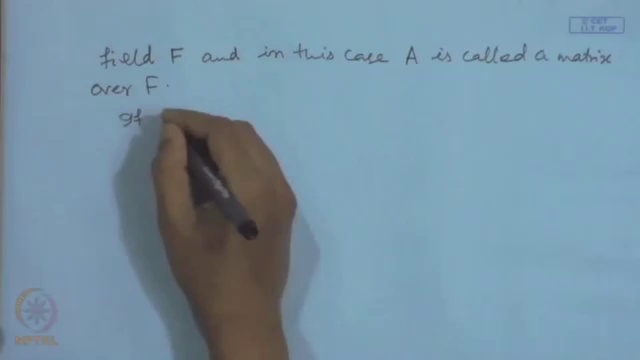 © CET
I.I.T. KGP
field F and in this case A is called a matrix
over F.
If
NPTEL